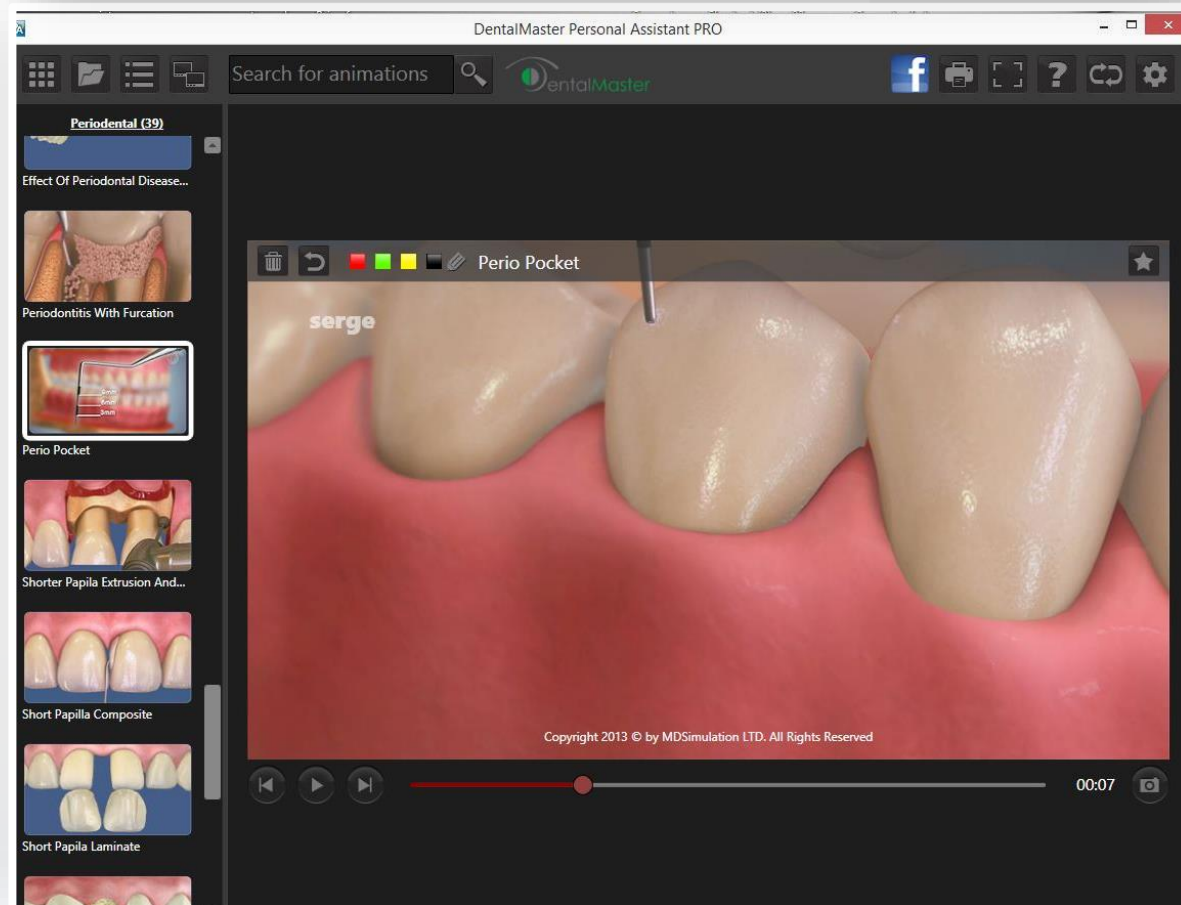 DentalMaster Personal Assistant PRO
Search for animations
DentalMaster
Periodental (39)
Effect Of Periodontal Disease...
Periodontitis With Furcation
Perio Pocket
Shorter Papila Extrusion And...
Short Papilla Composite
Short Papila Laminate
Perio Pocket
serge
Copyright 2013 © by MDSimulation LTD. All Rights Reserved
00:07